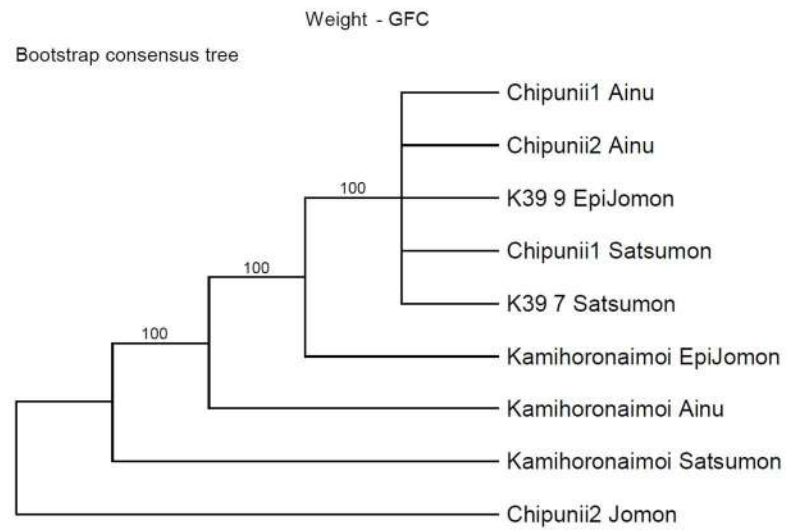 Weight - GFC
Bootstrap consensus tree
Chipunii1 Ainu
Chipunii2 Ainu
100
K39 9 EpiJomon
Chipunii1 Satsumon
100
K39 7 Satsumon
100
Kamihoronaimoi EpiJomon
Kamihoronaimoi Ainu
Kamihoronaimoi Satsumon
Chipunii2 Jomon